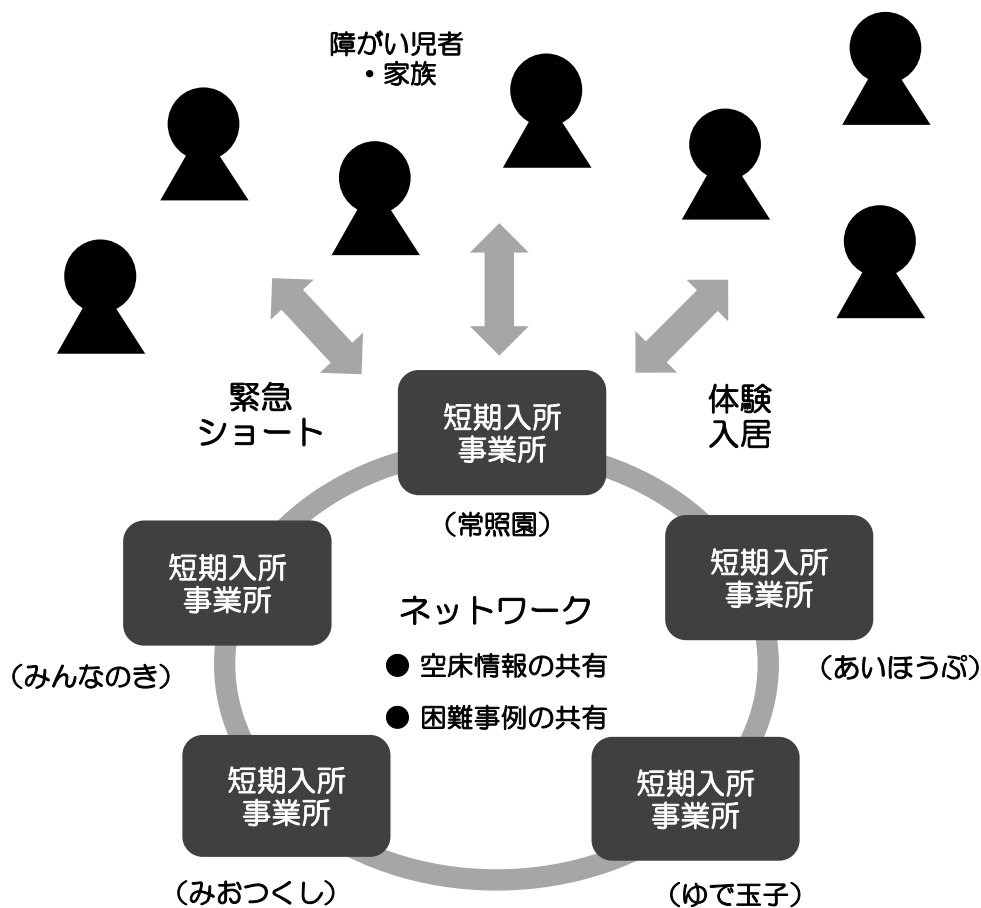 障がい児者
・家族
緊急
ショート
体験
入居
短期入所
事業所
（常照園）
短期入所
事業所
（みんなのき）
短期入所
事業所
（あいほうぷ）
ネットワーク
● 空床情報の共有
● 困難事例の共有
短期入所
事業所
（みおつくし）
短期入所
事業所
（ゆで玉子）